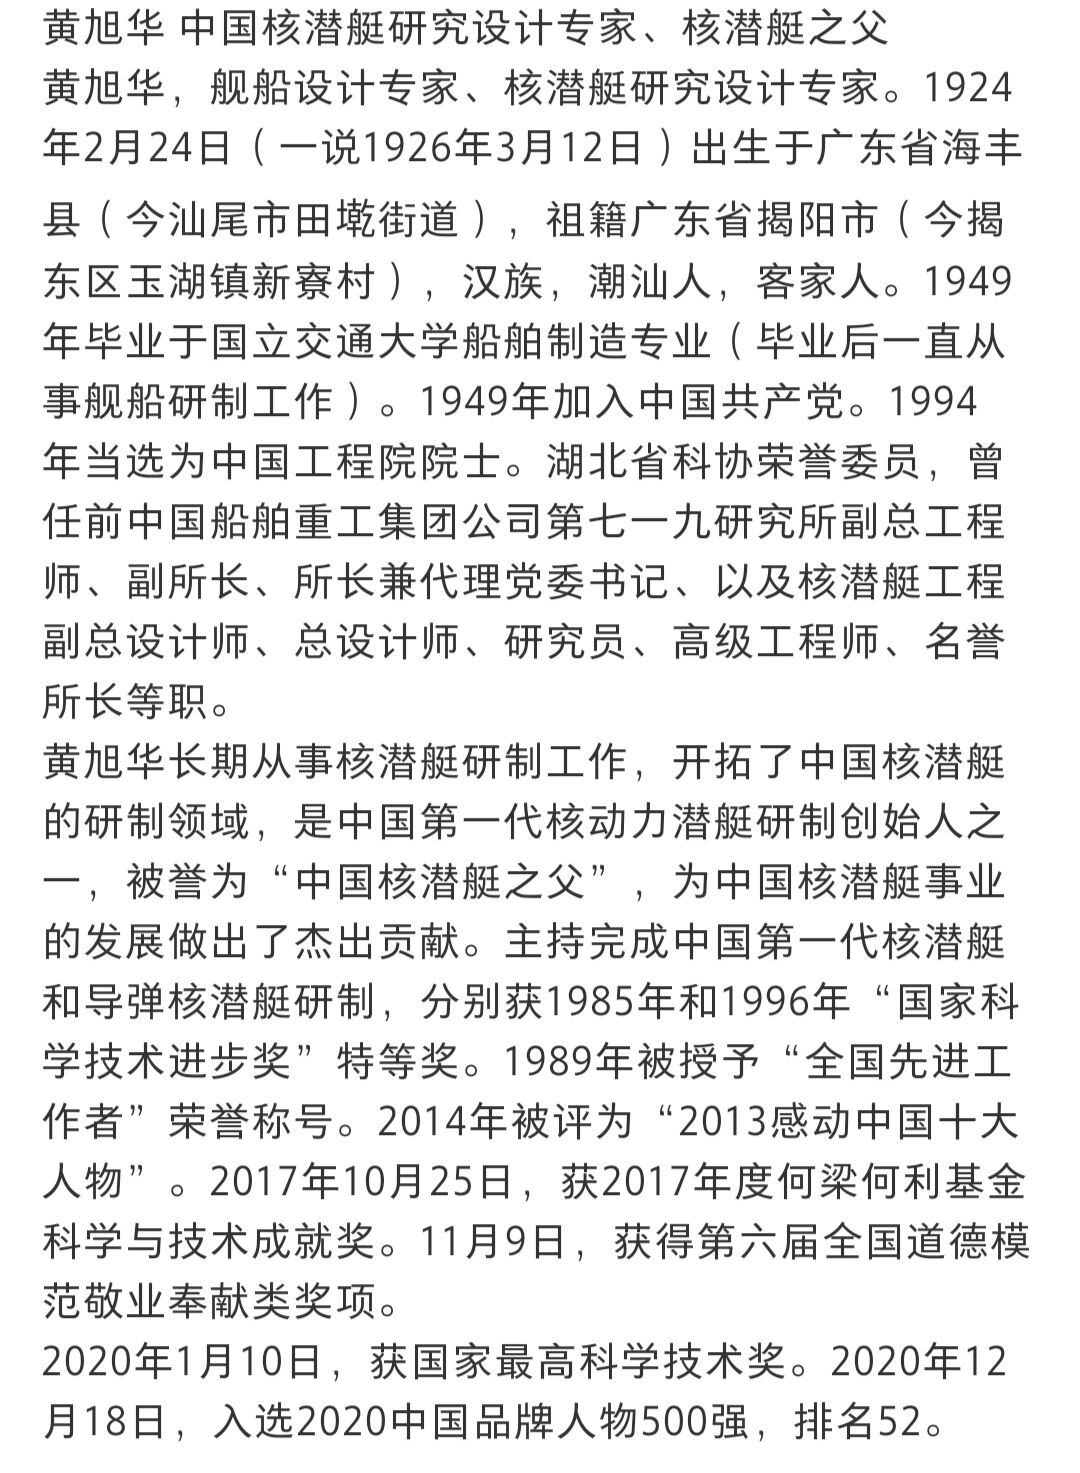 黄旭华 中国核潜艇研究设计专家、核潜艇之父
黄旭华，舰船设计专家、核潜艇研究设计专家。1924
年2月24日（一说1926年3月12日）出生于广东省海丰
县（今汕尾市田墘街道），祖籍广东省揭阳市（今揭
东区玉湖镇新寮村），汉族，潮汕人，客家人。1949
年毕业于国立交通大学船舶制造专业（毕业后一直从
事舰船研制工作）。1949年加入中国共产党。1994
年当选为中国工程院院士。湖北省科协荣誉委员，曾
任前中国船舶重工集团公司第七一九研究所副总工程
师、副所长、所长兼代理党委书记、以及核潜艇工程
副总设计师、总设计师、研究员、高级工程师、名誉
所长等职。
黄旭华长期从事核潜艇研制工作，开拓了中国核潜艇
的研制领域，是中国第一代核动力潜艇研制创始人之
一，被誉为“中国核潜艇之父”，为中国核潜艇事业
的发展做出了杰出贡献。主持完成中国第一代核潜艇
和导弹核潜艇研制，分别获1985年和1996年“国家科
学技术进步奖”特等奖。1989年被授予“全国先进工
作者”荣誉称号。2014年被评为“2013感动中国十大
人物”。2017年10月25日，获2017年度何梁何利基金
科学与技术成就奖。11月9日，获得第六届全国道德模
范敬业奉献类奖项。
2020年1月10日，获国家最高科学技术奖。2020年12
月18日，入选2020中国品牌人物500强，排名52。